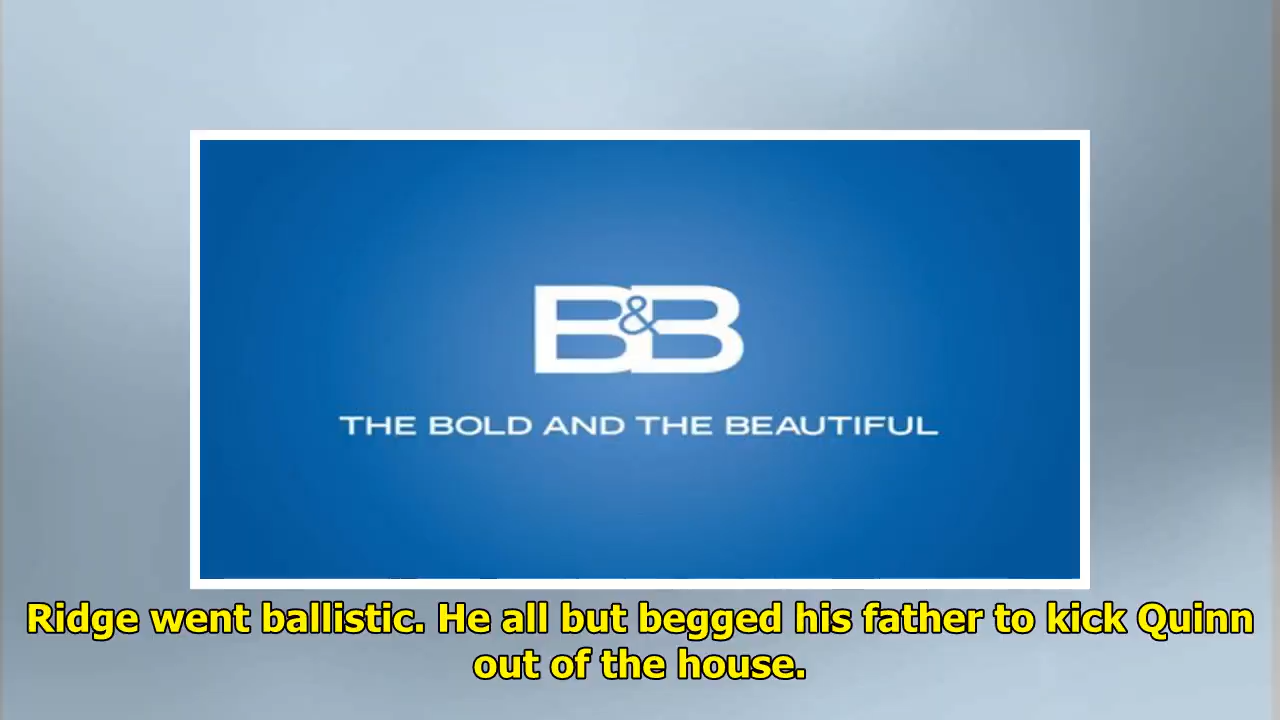 B&B
THE BOLD AND THE BEAUTIFUL
Ridge went ballistic. He all but begged his father to kick Quinn
out of the house.